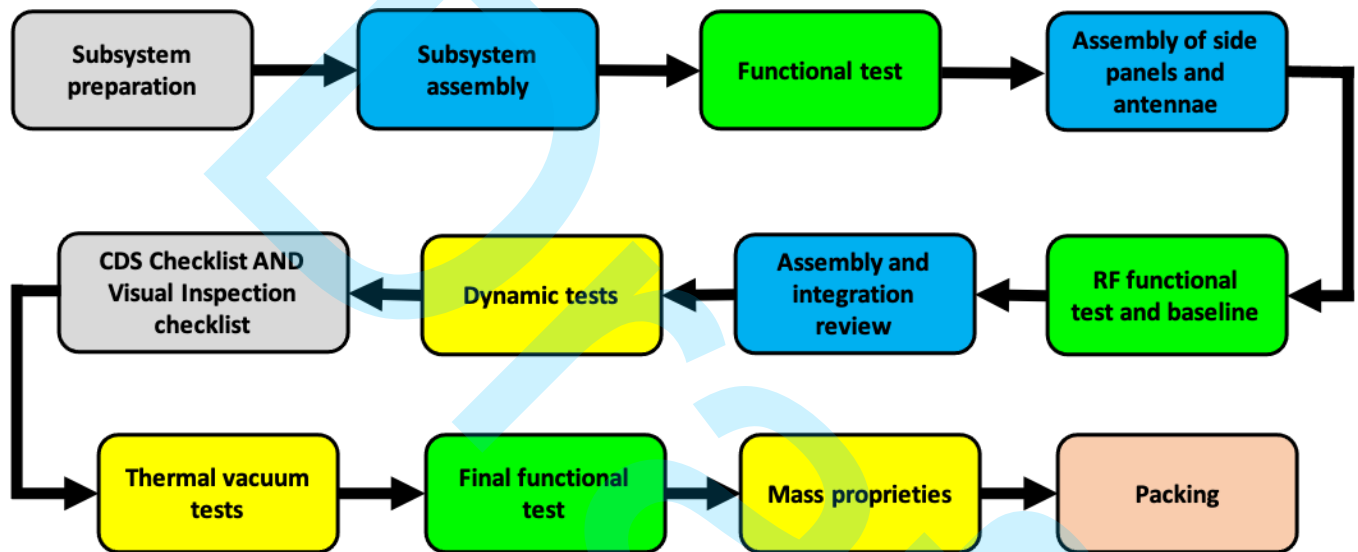 Subsystem
preparation
Subsystem
assembly
Functional test
Assembly of side
panels and
antennae
RF functional
test and baseline
Assembly and
integration
review
Dynamic tests
CDS Checklist AND
Visual Inspection
checklist
Thermal vacuum
tests
Final functional
test
Mass proprieties
Packing